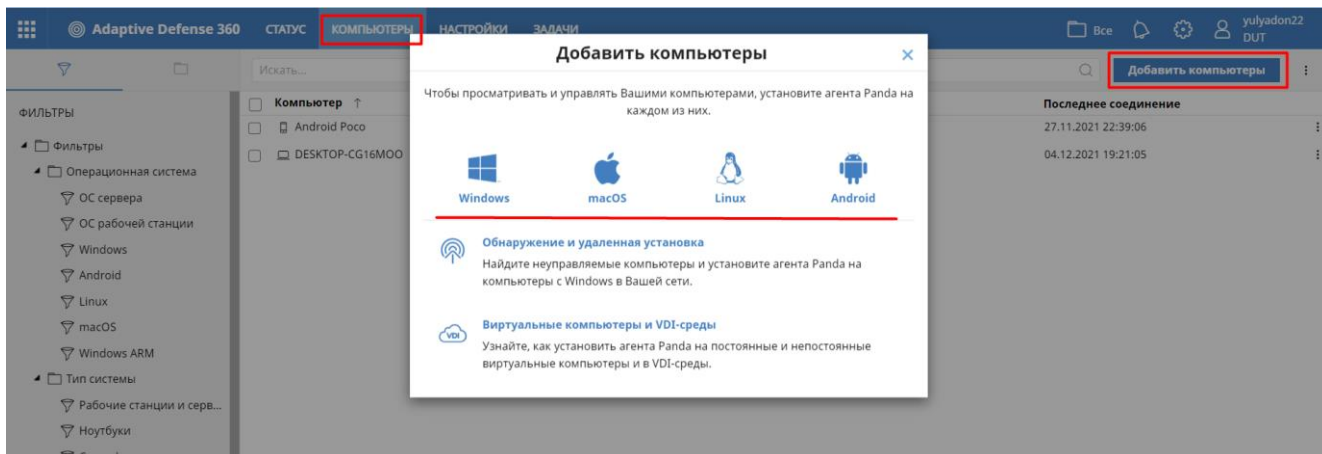 Adaptive Defense 360 СТАТУС КОМПЬЮТЕРЫ НАСТРОЙКИ ЗАДАЧИ Все yulyadon22
DUT
Искать...
Добавить компьютеры
ФИЛЬТРЫ
Фильтры
Операционная система
ОС сервера
ОС рабочей станции
Windows
Android
Linux
macOS
Windows ARM
Тип системы
Рабочие станции и серв...
Ноутбуки
Компьютер ↑ Последнее соединение
Android Poco 27.11.2021 22:39:06
DESKTOP-CG16MOO 04.12.2021 19:21:05
Добавить компьютеры ×
Чтобы просматривать и управлять Вашими компьютерами, установите агента Panda на
каждом из них.
Windows macOS Linux Android
Обнаружение и удаленная установка
Найдите неуправляемые компьютеры и установите агента Panda на
компьютеры с Windows в Вашей сети.
VDI
Виртуальные компьютеры и VDI-среды
Узнайте, как установить агента Panda на постоянные и непостоянные
виртуальные компьютеры и в VDI-среды.